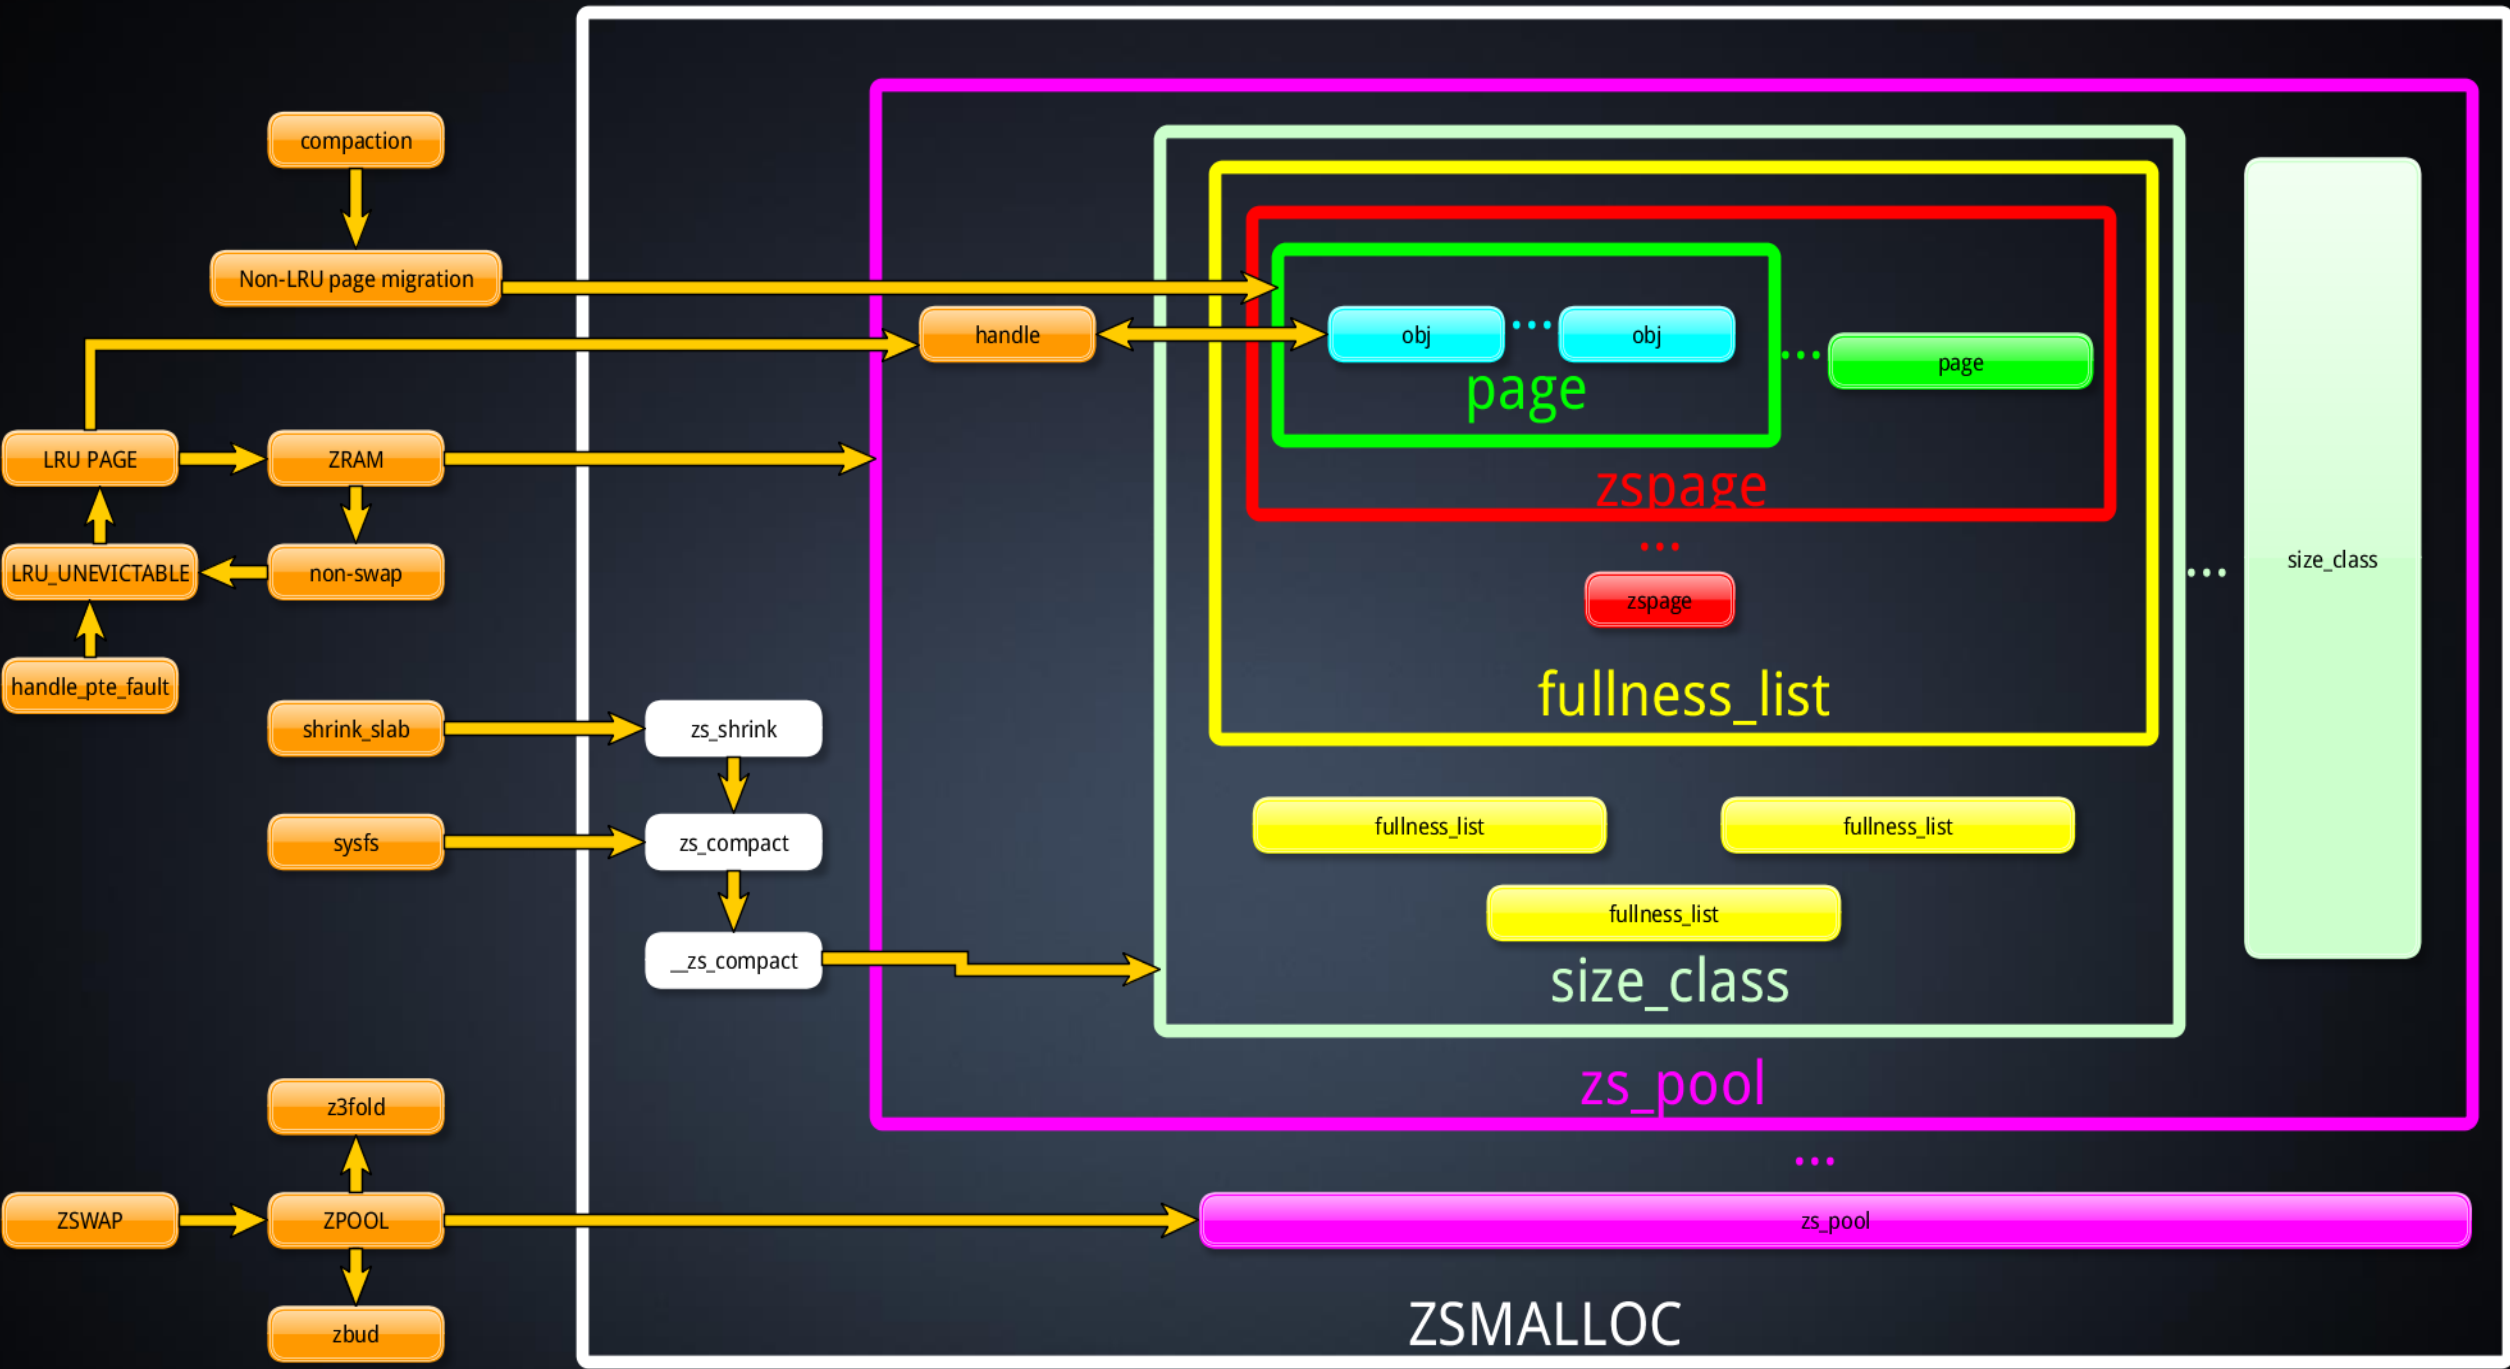 compaction
Non-LRU page migration
handle
obj
...
obj
page
...
page
zspage
...
zspage
fullness_list
fullness_list
fullness_list
fullness_list
size_class
...
size_class
LRU PAGE
ZRAM
LRU_UNEVICTABLE
non-swap
handle_pte_fault
shrink_slab
zs_shrink
sysfs
zs_compact
__zs_compact
zs_pool
...
z3fold
ZSWAP
ZPOOL
zs_pool
zbud
ZSMALLOC